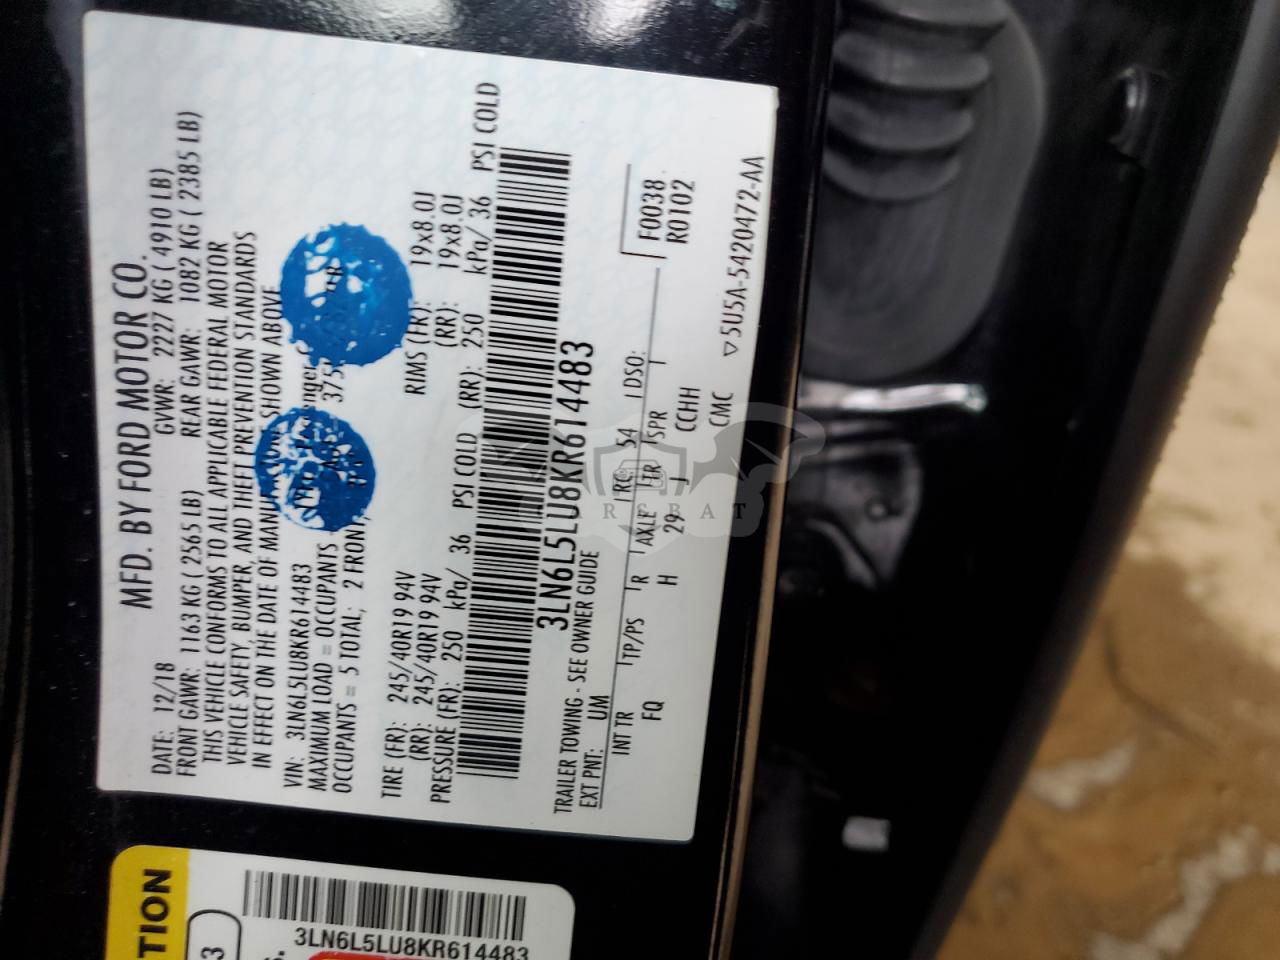 MFD. BY FORD MOTOR CO.
DATE: 12/18 GVWR: 2227 KG ( 4910 LB)
FRONT GAWR: 1163 KG ( 2565 LB) REAR GAWR: 1082 KG ( 2385 LB)
THIS VEHICLE CONFORMS TO ALL APPLICABLE FEDERAL MOTOR
VEHICLE SAFETY, BUMPER, AND THEFT PREVENTION STANDARDS
IN EFFECT ON THE DATE OF MANUFACTURE SHOWN ABOVE
VIN: 3LN6L5LU8KR614483
MAXIMUM LOAD = OCCUPANTS
OCCUPANTS = 5 TOTAL, 2 FRONT,
TIRE (FR): 245/40R19 94V RIMS (FR): 19x8.0J
(RR): 245/40R19 94V (RR): 19x8.0J
PRESSURE (FR): 250 kPa/ 36 PSI COLD (RR): 250 kPa/ 36 PSI COLD
3LN6L5LU8KR614483
TRAILER TOWING - SEE OWNER GUIDE
EXT PNT: UM RC: 54 DSO: F0038
R0102
INT TR TP/PS R AXLE TR SPR
FQ H 29 J CCHH
CMC ▽5U5A-5420472-AA
RSBAT
TION
3
3LN6L5LU8KR614483